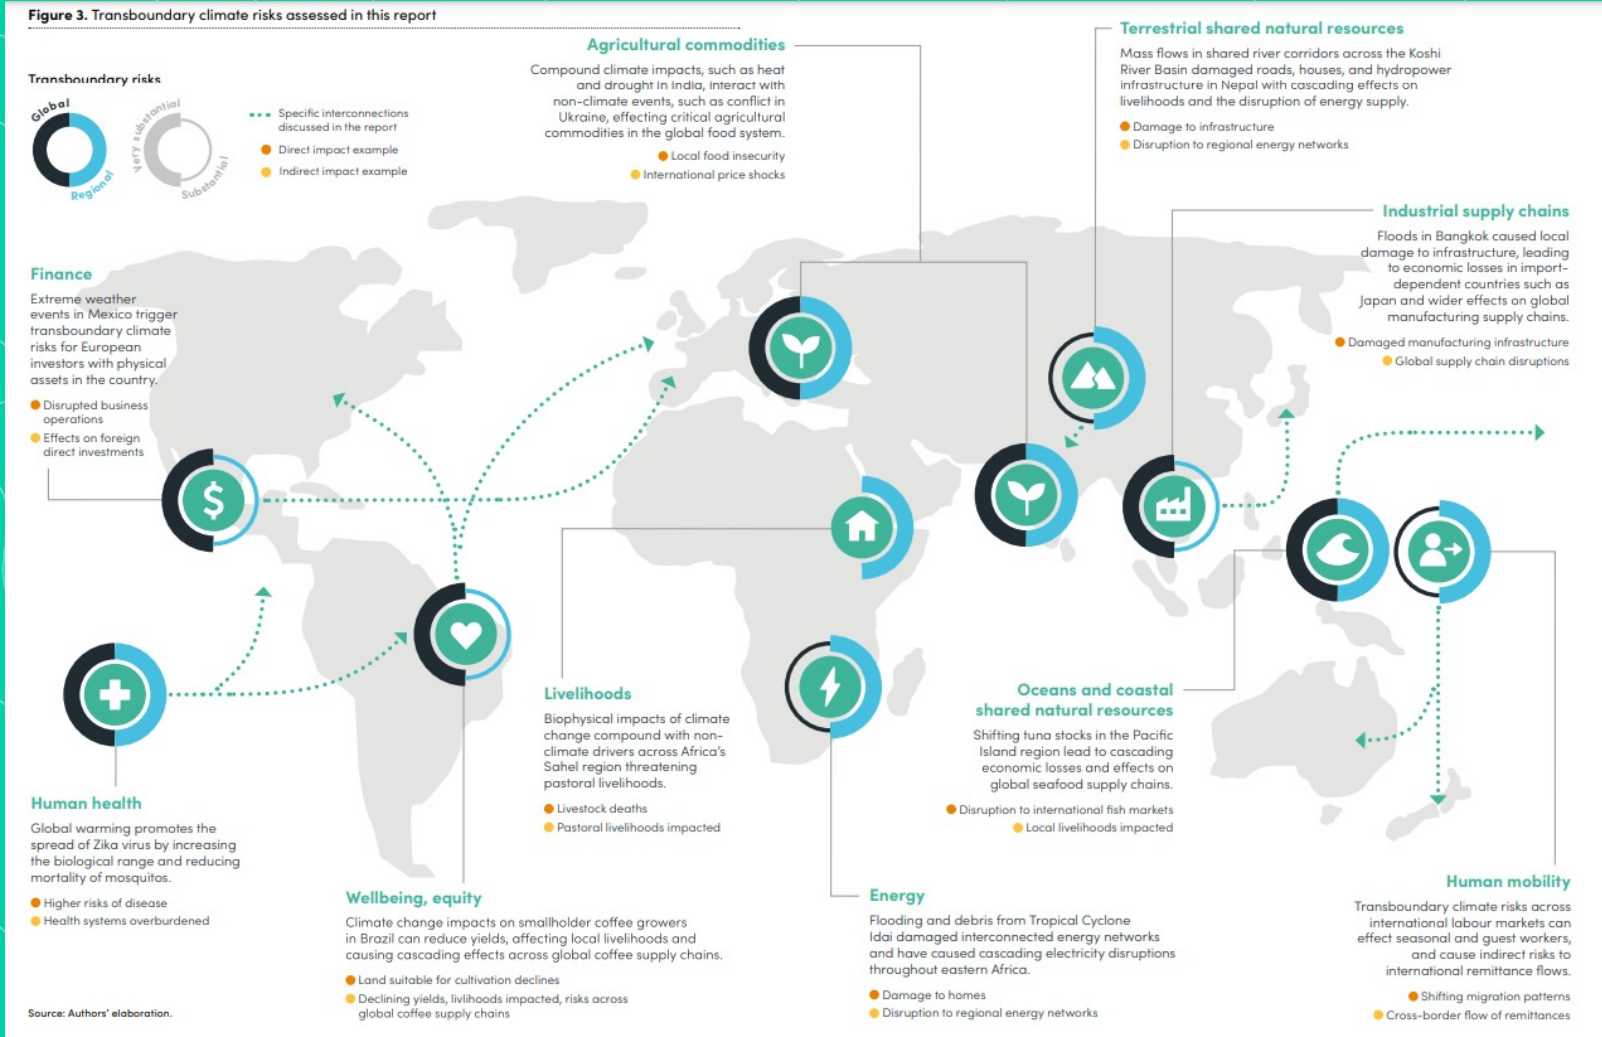 Figure 3. Transboundary climate risks assessed in this report
Transboundary risks
Global
Regional
Very substantial
Substantial
Specific interconnections
discussed in the report
Direct impact example
Indirect impact example
Agricultural commodities
Compound climate impacts, such as heat
and drought in India, interact with
non-climate events, such as conflict in
Ukraine, effecting critical agricultural
commodities in the global food system.
Local food insecurity
International price shocks
Terrestrial shared natural resources
Mass flows in shared river corridors across the Koshi
River Basin damaged roads, houses, and hydropower
infrastructure in Nepal with cascading effects on
livelihoods and the disruption of energy supply.
Damage to infrastructure
Disruption to regional energy networks
Industrial supply chains
Floods in Bangkok caused local
damage to infrastructure, leading
to economic losses in import-
dependent countries such as
Japan and wider effects on global
manufacturing supply chains.
Damaged manufacturing infrastructure
Global supply chain disruptions
Finance
Extreme weather
events in Mexico trigger
transboundary climate
risks for European
investors with physical
assets in the country.
Disrupted business
operations
Effects on foreign
direct investments
$
Livelihoods
Biophysical impacts of climate
change compound with non-
climate drivers across Africa's
Sahel region threatening
pastoral livelihoods.
Livestock deaths
Pastoral livelihoods impacted
Oceans and coastal
shared natural resources
Shifting tuna stocks in the Pacific
Island region lead to cascading
economic losses and effects on
global seafood supply chains.
Disruption to international fish markets
Local livelihoods impacted
Human health
Global warming promotes the
spread of Zika virus by increasing
the biological range and reducing
mortality of mosquitos.
Higher risks of disease
Health systems overburdened
Wellbeing, equity
Climate change impacts on smallholder coffee growers
in Brazil can reduce yields, affecting local livelihoods and
causing cascading effects across global coffee supply chains.
Land suitable for cultivation declines
Declining yields, livlihoods impacted, risks across
global coffee supply chains
Energy
Flooding and debris from Tropical Cyclone
Idai damaged interconnected energy networks
and have caused cascading electricity disruptions
throughout eastern Africa.
Damage to homes
Disruption to regional energy networks
Human mobility
Transboundary climate risks across
international labour markets can
effect seasonal and guest workers,
and cause indirect risks to
international remittance flows.
Shifting migration patterns
Cross-border flow of remittances
Source: Authors' elaboration.